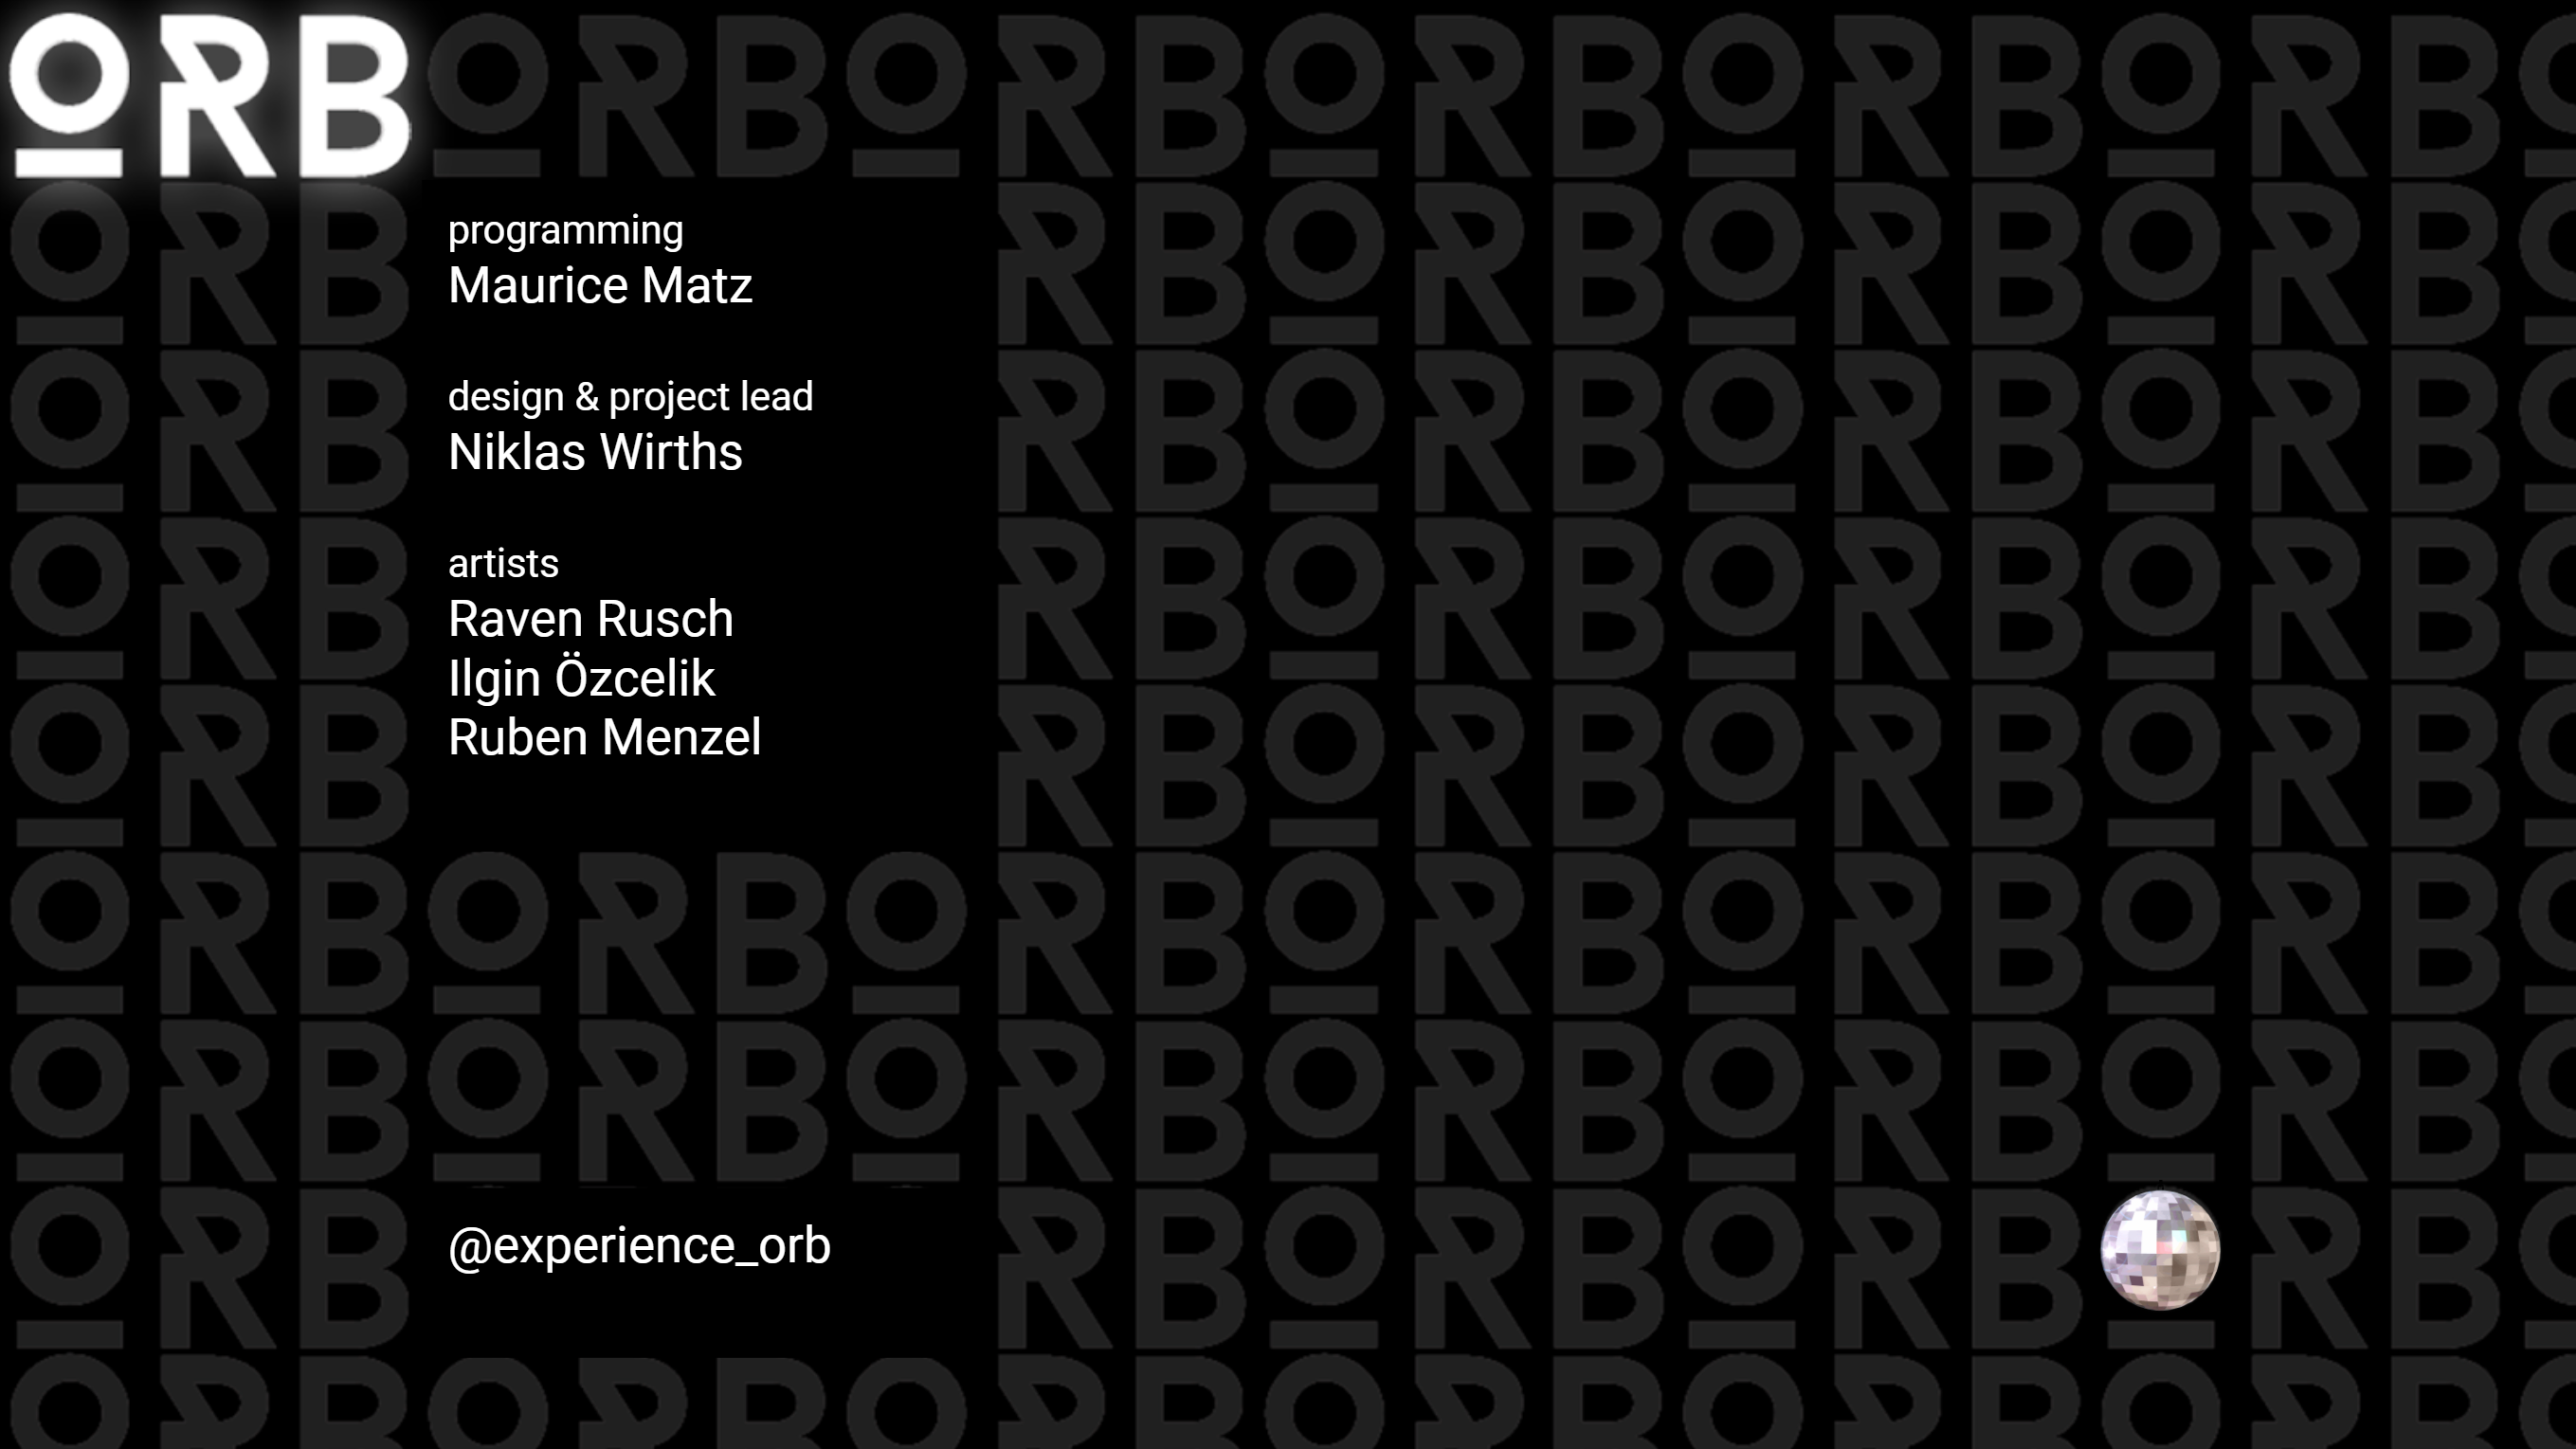 ORB
programming
Maurice Matz
design & project lead
Niklas Wirths
artists
Raven Rusch
Ilgin Özcelik
Ruben Menzel
@experience_orb